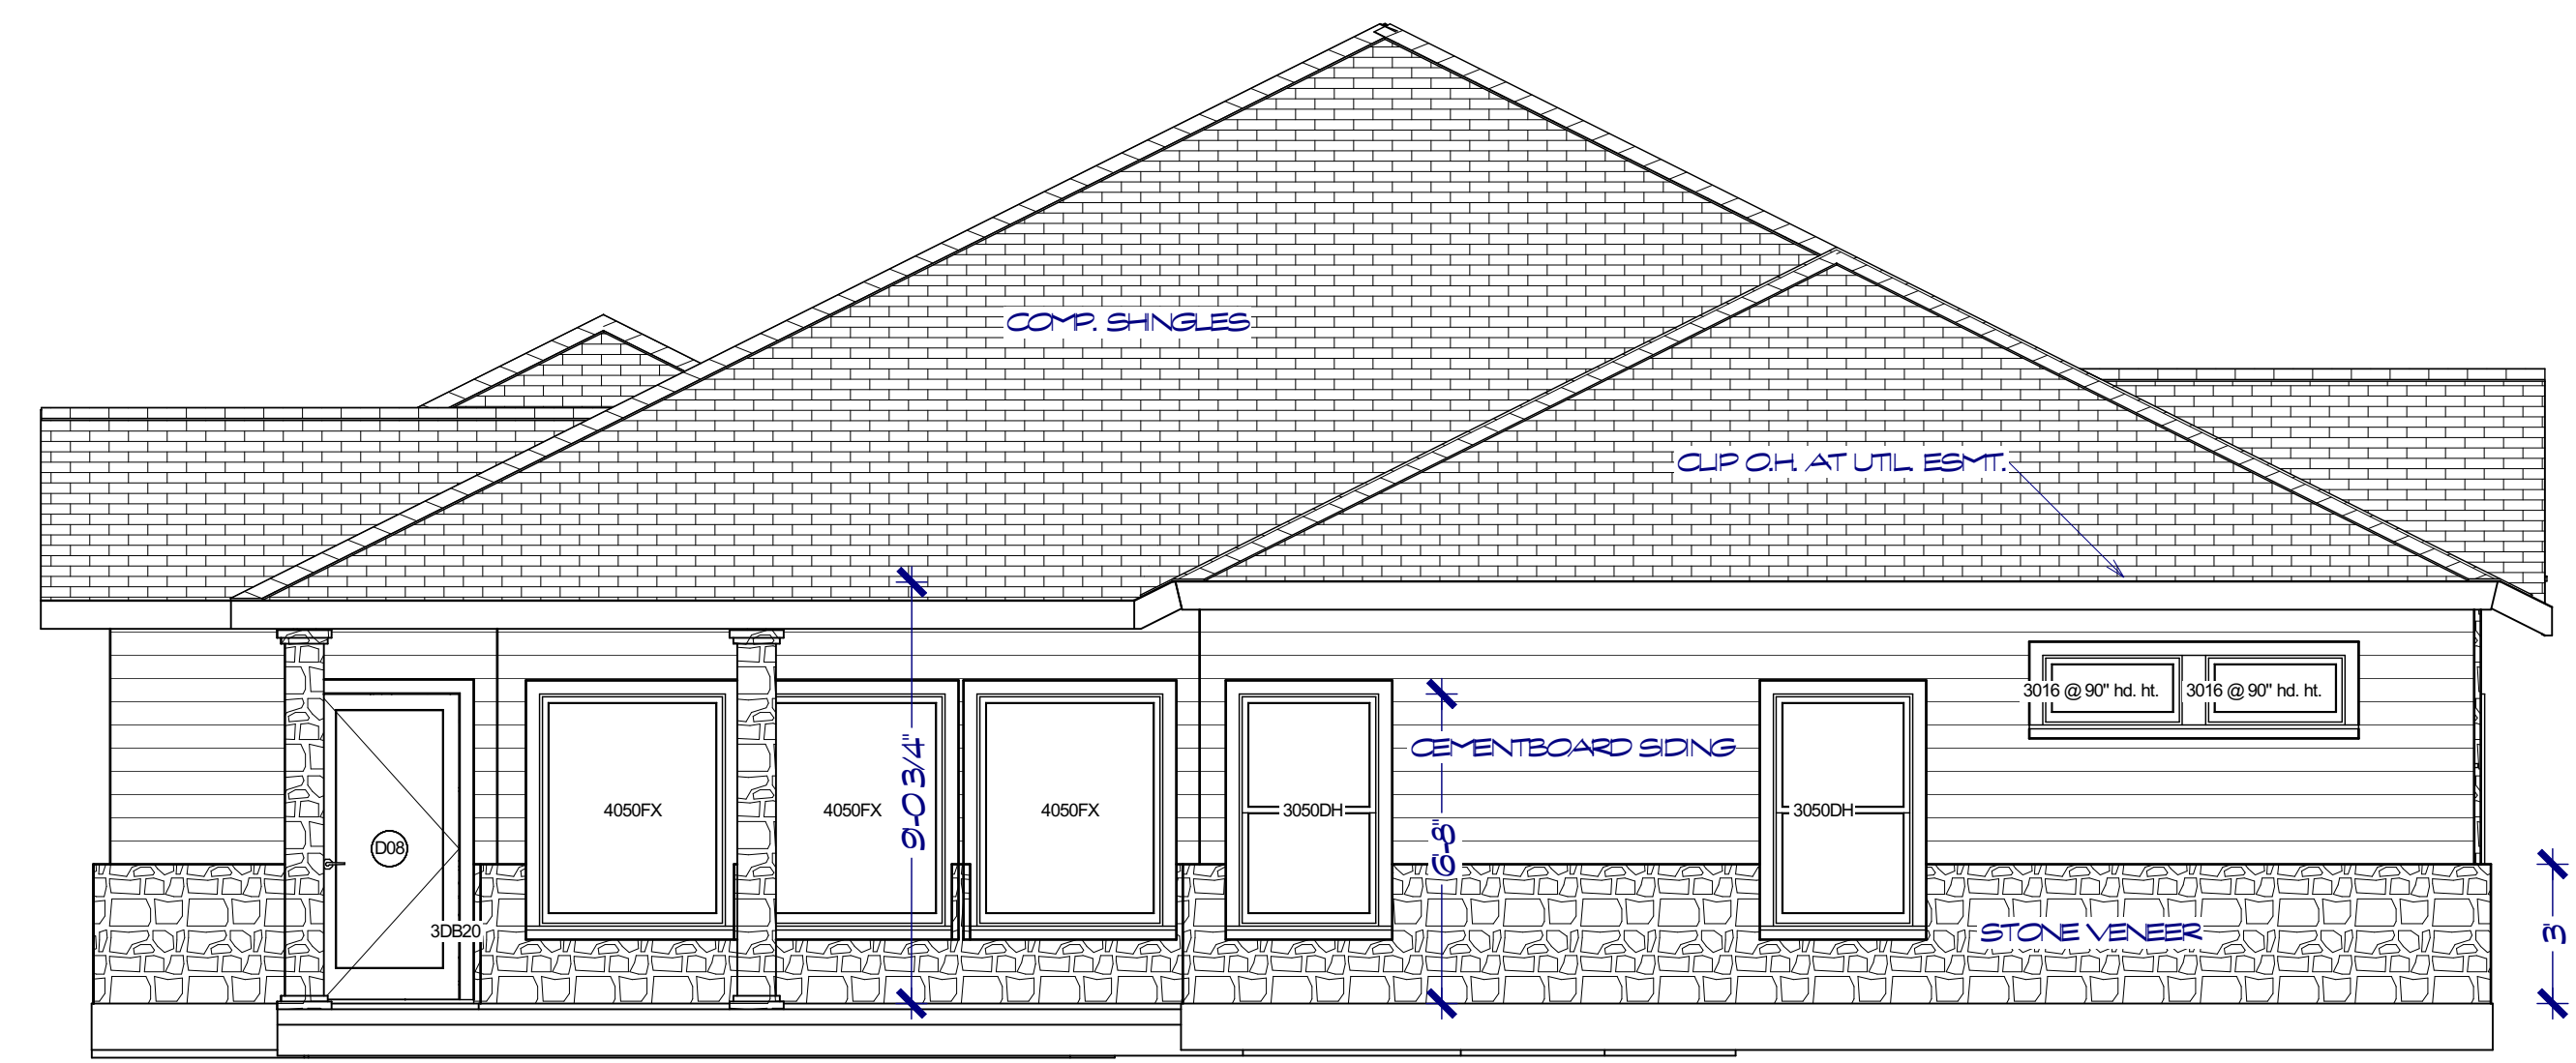 COMP. SHINGLES
CLIP O.H. AT UTIL. ESMT.
3016 @ 90" hd. ht.
3016 @ 90" hd. ht.
9'-0 3/4"
CEMENTBOARD SIDING
4050FX
4050FX
4050FX
3050DH
3050DH
D08
6'-8"
3DB20
STONE VENEER
3'